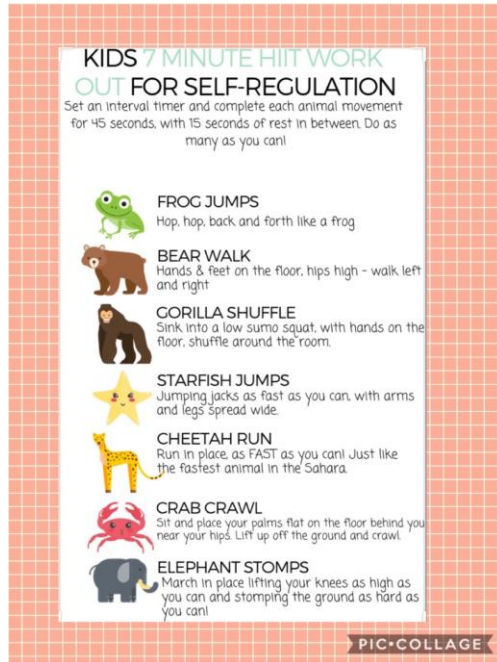 KIDS 7 MINUTE HIIT WORK
OUT FOR SELF-REGULATION
Set an interval timer and complete each animal movement
for 45 seconds, with 15 seconds of rest in between. Do as
many as you can!
FROG JUMPS
Hop, hop, back and forth like a frog
BEAR WALK
Hands & feet on the floor, hips high - walk left
and right
GORILLA SHUFFLE
Sink into a low sumo squat, with hands on the
floor, shuffle around the room.
STARFISH JUMPS
Jumping jacks as fast as you can, with arms
and legs spread wide.
CHEETAH RUN
Run in place, as FAST as you can! Just like
the fastest animal in the Sahara.
CRAB CRAWL
Sit and place your palms flat on the floor behind you
near your hips. Lift up off the ground and crawl.
ELEPHANT STOMPS
March in place lifting your knees as high as
you can and stomping the ground as hard as
you can!
PIC•COLLAGE